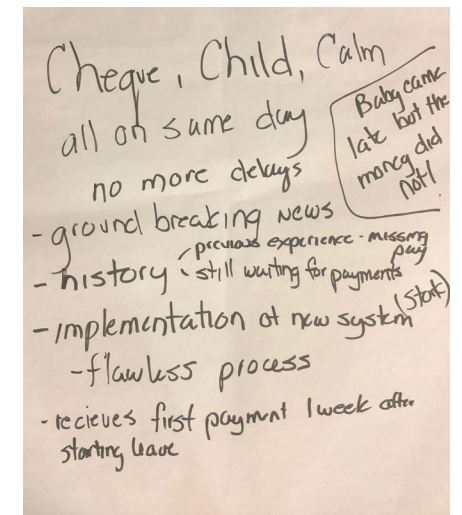 Cheque, Child, Calm
all on same day
no more delays
Baby came
late but the
money did
not!
- ground breaking news
- history
previous experience - missing
pay
still waiting for payments
- implementation of new system
(Stork)
- flawless process
- recieves first payment 1 week after
starting leave